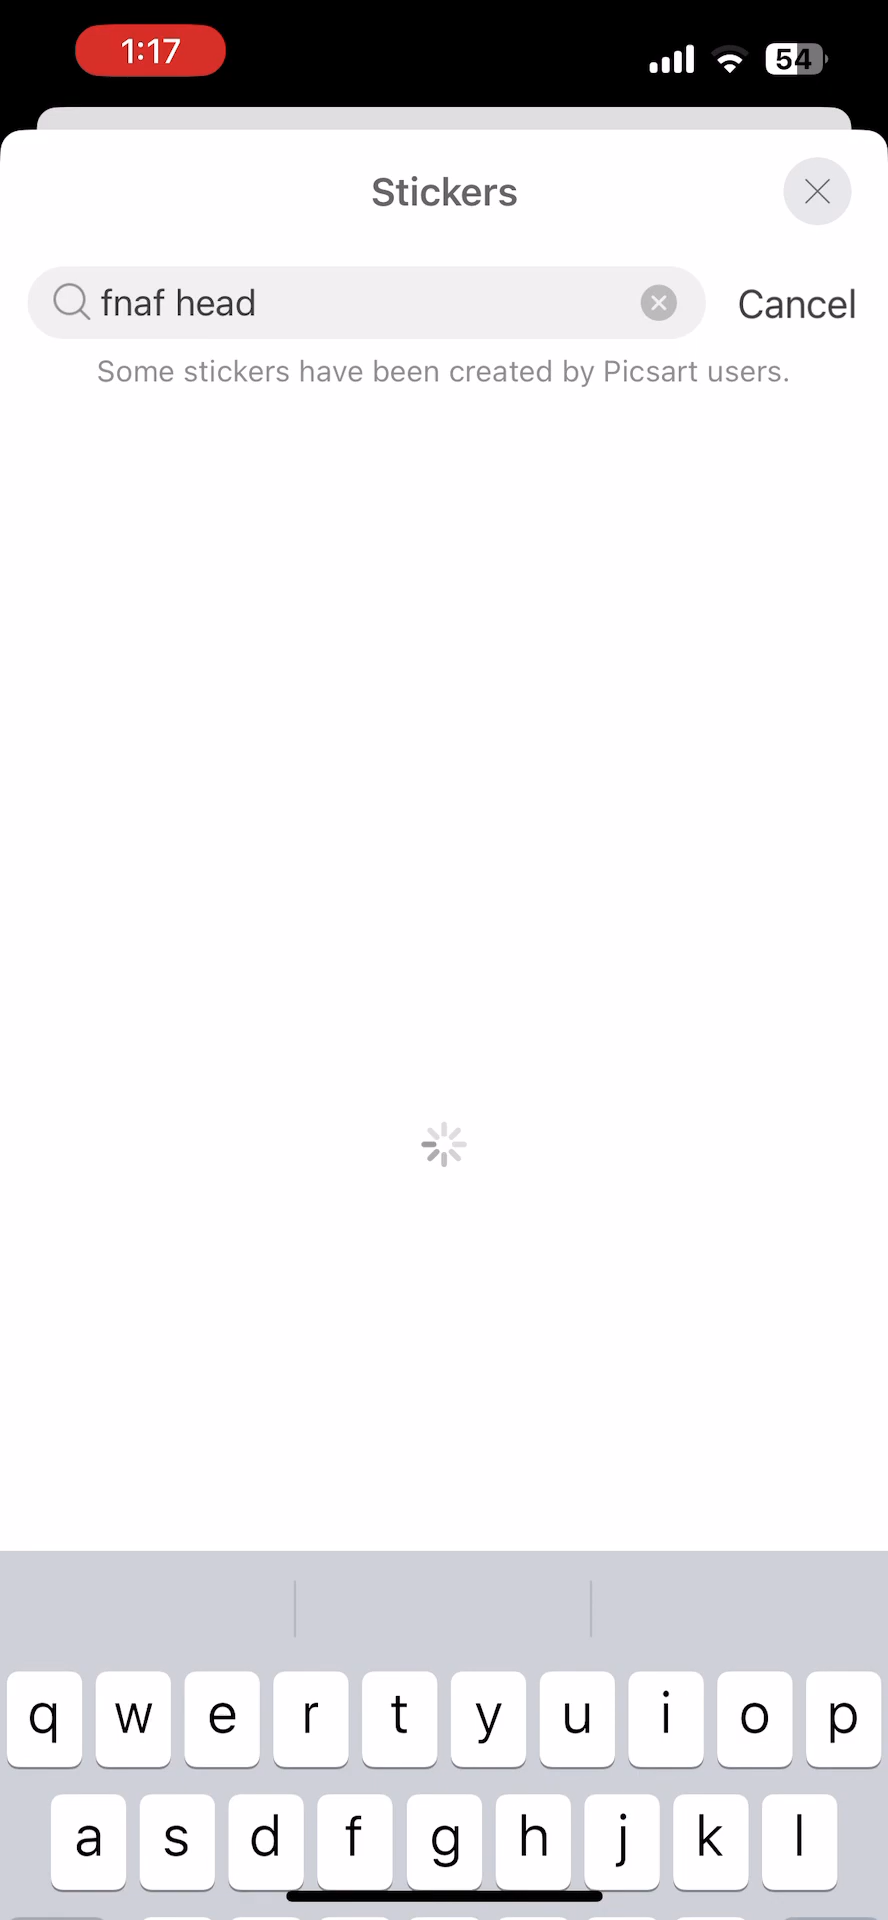 1:17
54
Stickers
fnaf head
Cancel
Some stickers have been created by Picsart users.
q w e r t y u i o p
a s d f g h j k l